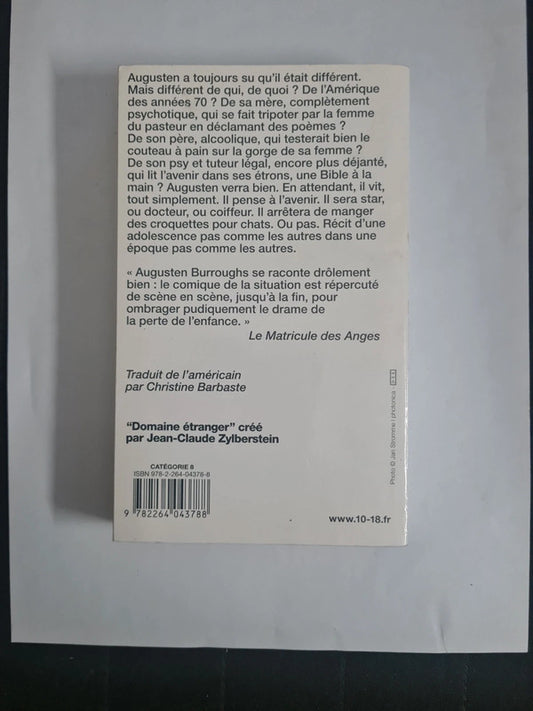 Augusten a toujours su qu'il était différent.
Mais différent de qui, de quoi ? De l'Amérique
des années 70 ? De sa mère, complètement
psychotique, qui se fait tripoter par la femme
du pasteur en déclamant des poèmes ?
De son père, alcoolique, qui testerait bien le
couteau à pain sur la gorge de sa femme ?
De son psy et tuteur légal, encore plus déjanté,
qui lit l'avenir dans ses étrons, une Bible à la
main ? Augusten verra bien. En attendant, il vit,
tout simplement. Il pense à l'avenir. Il sera star,
ou docteur, ou coiffeur. Il arrêtera de manger
des croquettes pour chats. Ou pas. Récit d'une
adolescence pas comme les autres dans une
époque pas comme les autres.
« Augusten Burroughs se raconte drôlement
bien : le comique de la situation est répercuté
de scène en scène, jusqu'à la fin, pour
ombrager pudiquement le drame de
la perte de l'enfance. »
Le Matricule des Anges
Traduit de l'américain
par Christine Barbaste
"Domaine étranger" créé
par Jean-Claude Zylberstein
CATÉGORIE 8
ISBN 978-2-264-04378-8
9 782264 043788
www.10-18.fr
Photo © Jan Stromme / photonica -